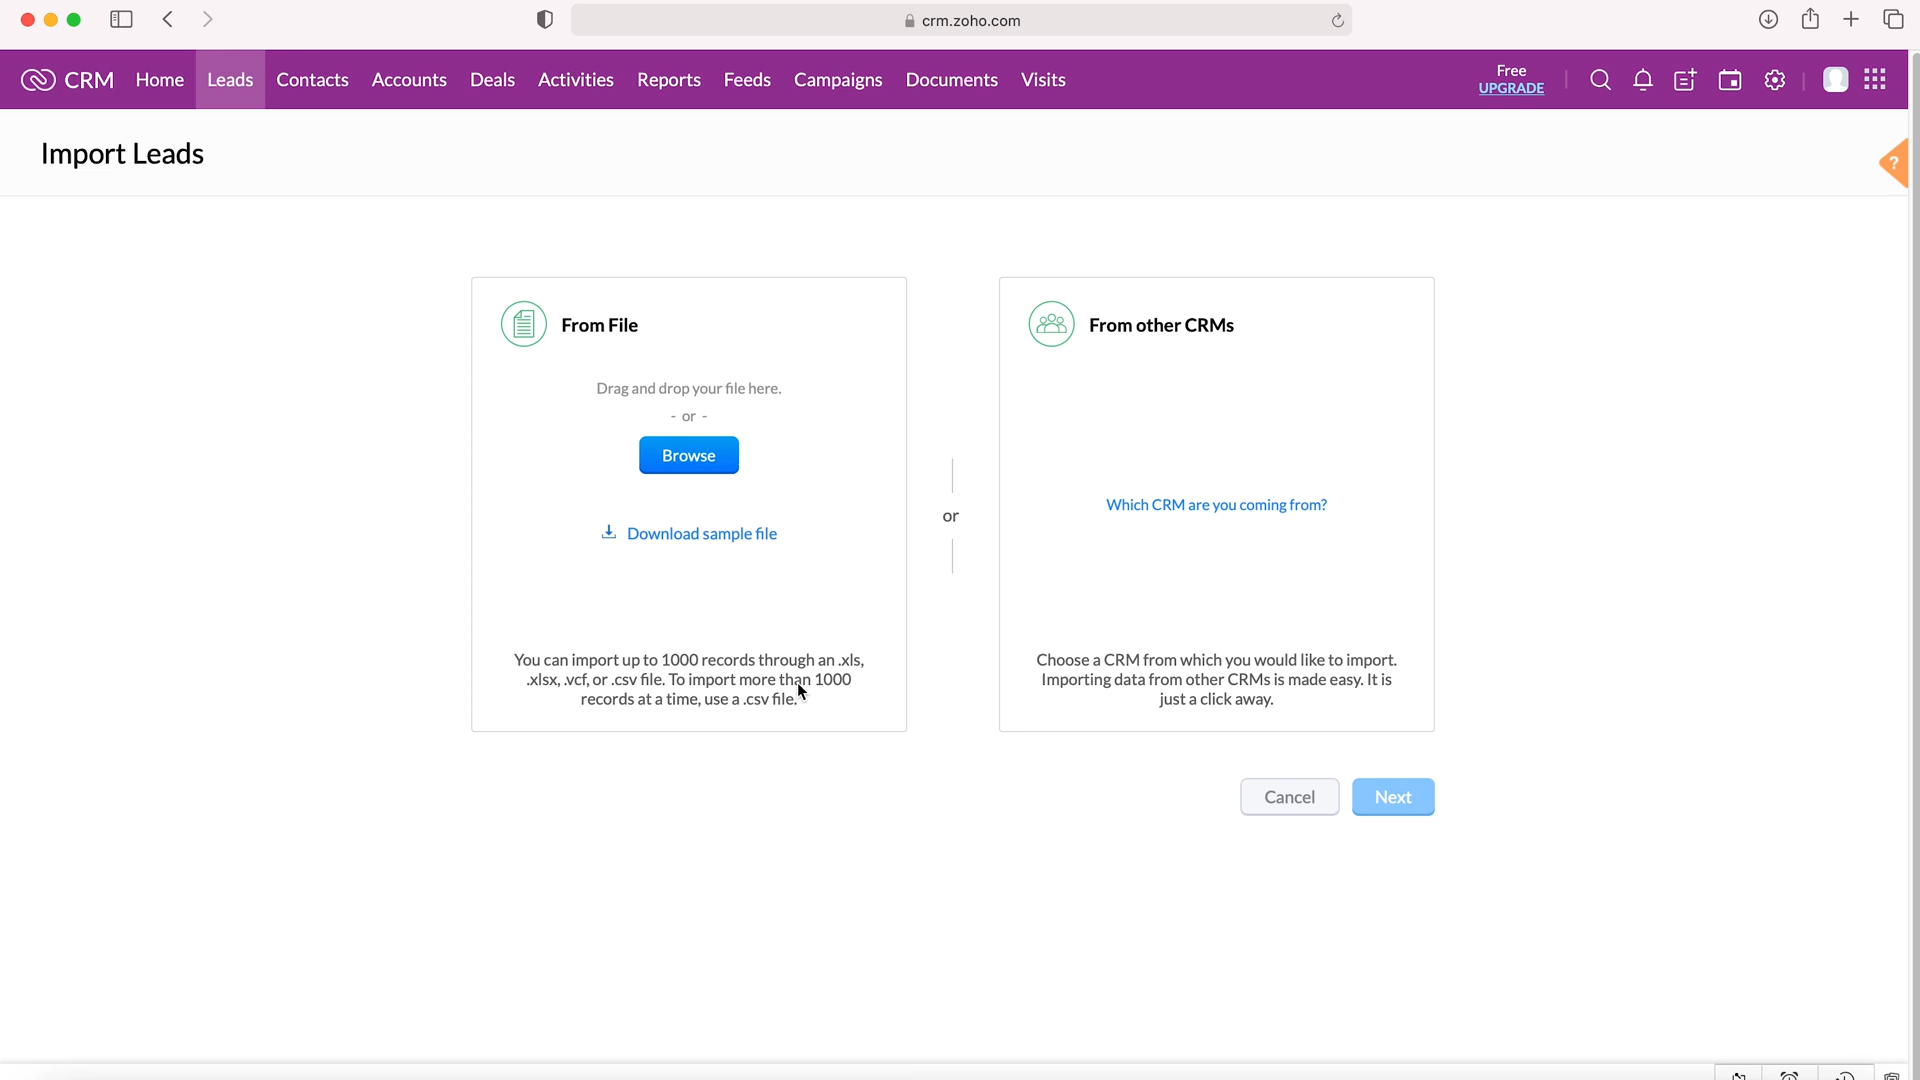 crm.zoho.com
CRM Home Leads Contacts Accounts Deals Activities Reports Feeds Campaigns Documents Visits
Free
UPGRADE
Import Leads
?
From File
Drag and drop your file here.
- or -
Browse
Download sample file
You can import up to 1000 records through an .xls,
.xlsx, .vcf, or .csv file. To import more than 1000
records at a time, use a .csv file.
or
From other CRMs
Which CRM are you coming from?
Choose a CRM from which you would like to import.
Importing data from other CRMs is made easy. It is
just a click away.
Cancel Next